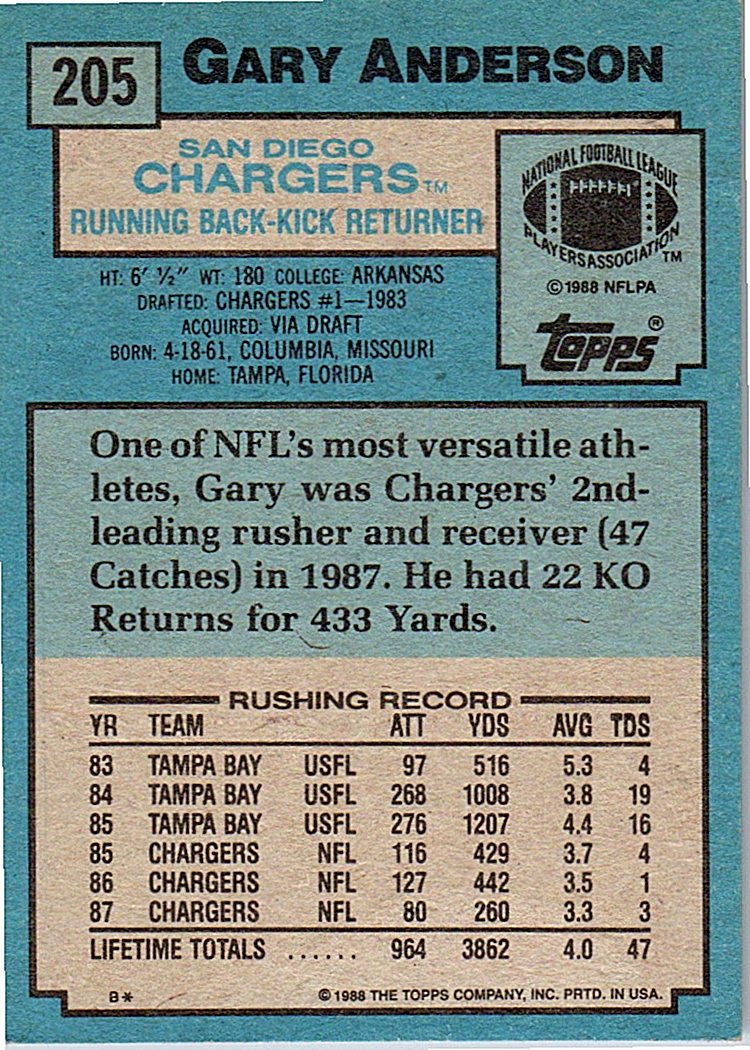 205
GARY ANDERSON
SAN DIEGO
CHARGERS™
RUNNING BACK-KICK RETURNER
NATIONAL FOOTBALL LEAGUE
PLAYERS ASSOCIATION™
©1988 NFLPA
TOPPS®
HT: 6' ½" WT: 180 COLLEGE: ARKANSAS
DRAFTED: CHARGERS #1—1983
ACQUIRED: VIA DRAFT
BORN: 4-18-61, COLUMBIA, MISSOURI
HOME: TAMPA, FLORIDA
One of NFL's most versatile ath-
letes, Gary was Chargers' 2nd-
leading rusher and receiver (47
Catches) in 1987. He had 22 KO
Returns for 433 Yards.
RUSHING RECORD
YR TEAM ATT YDS AVG TDS
83 TAMPA BAY USFL 97 516 5.3 4
84 TAMPA BAY USFL 268 1008 3.8 19
85 TAMPA BAY USFL 276 1207 4.4 16
85 CHARGERS NFL 116 429 3.7 4
86 CHARGERS NFL 127 442 3.5 1
87 CHARGERS NFL 80 260 3.3 3
LIFETIME TOTALS ...... 964 3862 4.0 47
B* ©1988 THE TOPPS COMPANY, INC. PRTD. IN USA.